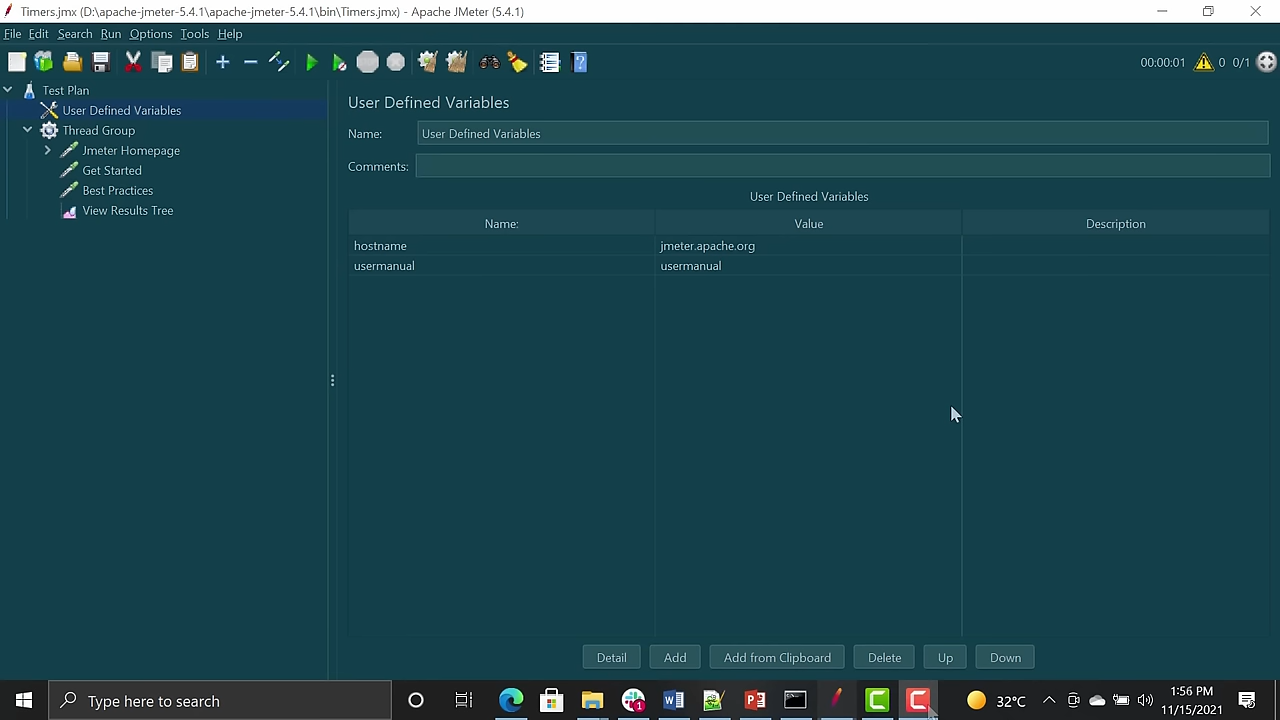 Timers.jmx (D:\apache-jmeter-5.4.1\apache-jmeter-5.4.1\bin\Timers.jmx) - Apache JMeter (5.4.1)
File Edit Search Run Options Tools Help
00:00:01 0 0/1
Test Plan
User Defined Variables
Thread Group
Jmeter Homepage
Get Started
Best Practices
View Results Tree
User Defined Variables
Name: User Defined Variables
Comments:
User Defined Variables
Name: Value Description
hostname jmeter.apache.org
usermanual usermanual
Detail Add Add from Clipboard Delete Up Down
Type here to search
1
32°C
1:56 PM
11/15/2021